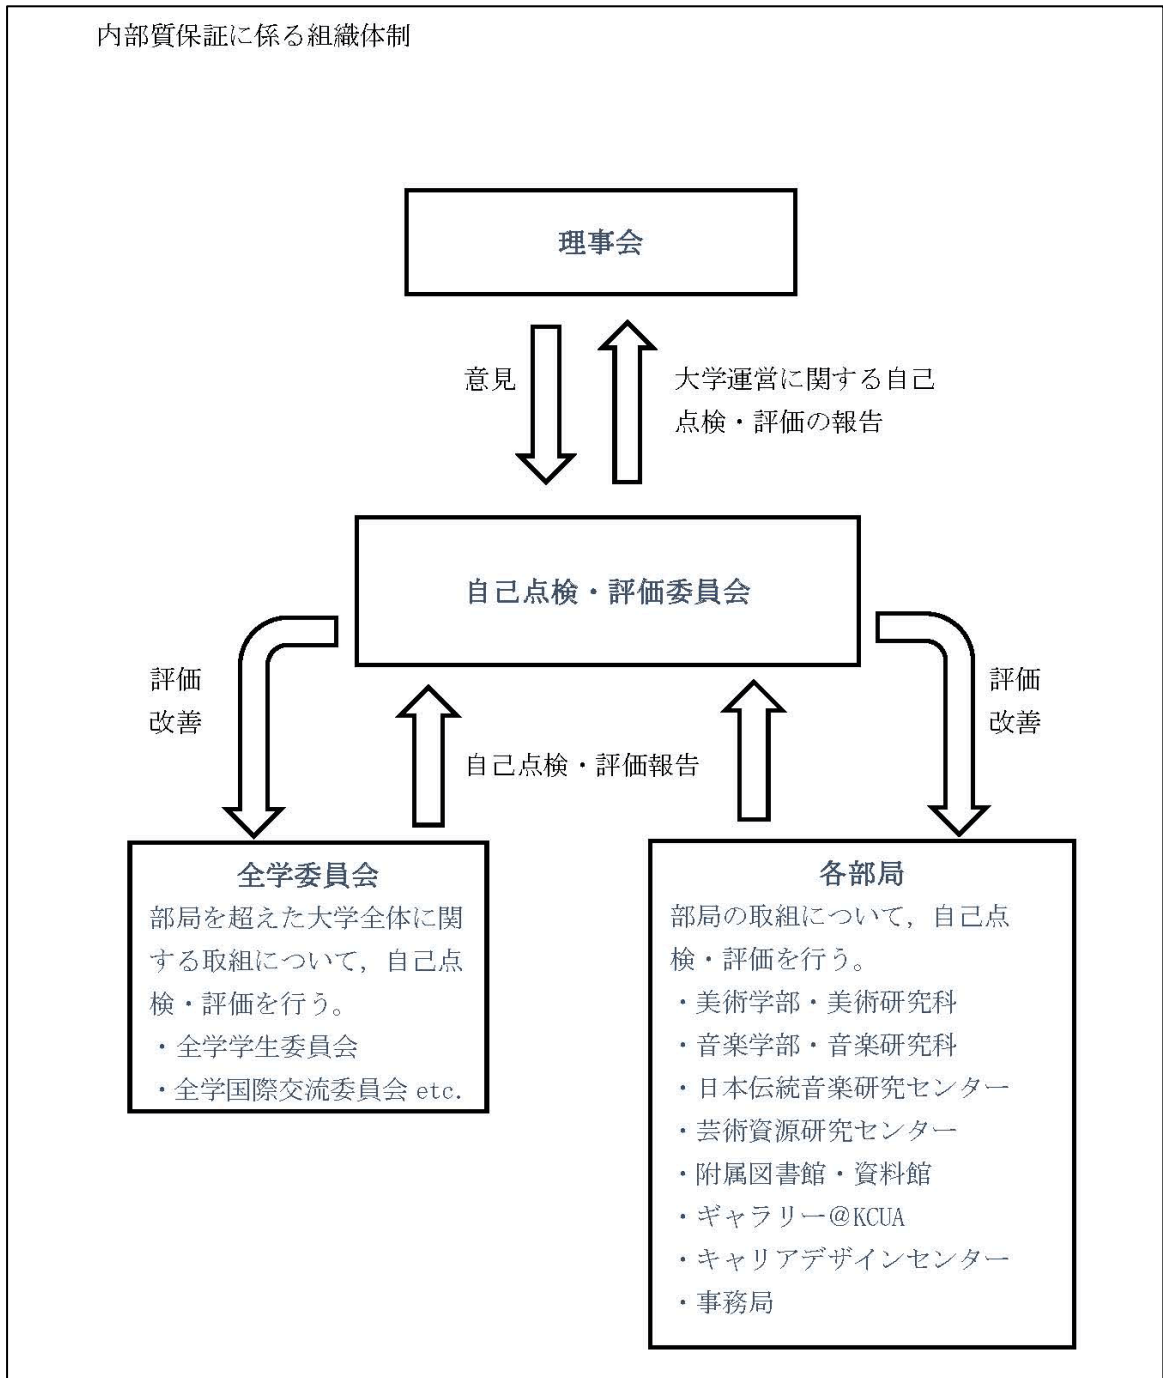 内部質保証に係る組織体制
理事会
意見
大学運営に関する自己
点検・評価の報告
自己点検・評価委員会
評価
改善
自己点検・評価報告
評価
改善
全学委員会
部局を超えた大学全体に関
する取組について，自己点
検・評価を行う。
・全学学生委員会
・全学国際交流委員会 etc.
各部局
部局の取組について，自己点
検・評価を行う。
・美術学部・美術研究科
・音楽学部・音楽研究科
・日本伝統音楽研究センター
・芸術資源研究センター
・附属図書館・資料館
・ギャラリー@KCUA
・キャリアデザインセンター
・事務局